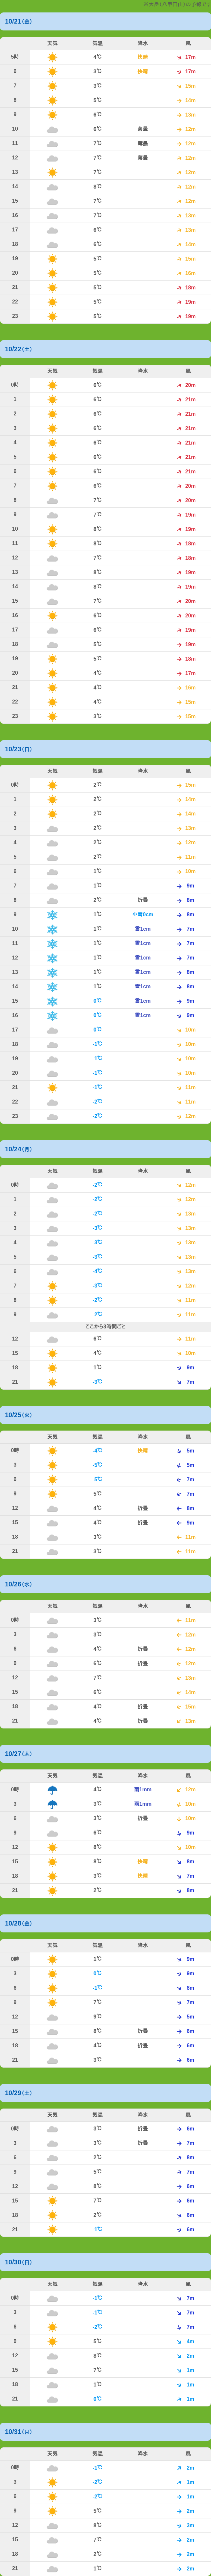 10/21(金)
天気 気温 降水 風
5時 4℃ 快晴 17m
6 3℃ 快晴 17m
7 3℃ 15m
8 5℃ 14m
9 6℃ 13m
10 6℃ 薄曇 12m
11 7℃ 薄曇 12m
12 7℃ 薄曇 12m
13 7℃ 12m
14 8℃ 12m
15 7℃ 12m
16 7℃ 13m
17 6℃ 13m
18 6℃ 14m
19 5℃ 15m
20 5℃ 16m
21 5℃ 18m
22 5℃ 19m
23 5℃ 19m
10/22(土)
天気 気温 降水 風
0時 6℃ 20m
1 6℃ 21m
2 6℃ 21m
3 6℃ 21m
4 6℃ 21m
5 6℃ 21m
6 6℃ 21m
7 6℃ 20m
8 7℃ 20m
9 7℃ 19m
10 8℃ 19m
11 8℃ 18m
12 7℃ 18m
13 8℃ 19m
14 8℃ 19m
15 7℃ 20m
16 6℃ 20m
17 6℃ 19m
18 5℃ 19m
19 5℃ 18m
20 4℃ 17m
21 4℃ 16m
22 4℃ 15m
23 3℃ 15m
10/23(日)
天気 気温 降水 風
0時 2℃ 15m
1 2℃ 14m
2 2℃ 14m
3 2℃ 13m
4 2℃ 12m
5 2℃ 11m
6 1℃ 10m
7 1℃ 9m
8 2℃ 折曇 8m
9 1℃ 小雪0cm 8m
10 1℃ 雪1cm 7m
11 1℃ 雪1cm 7m
12 1℃ 雪1cm 7m
13 1℃ 雪1cm 8m
14 1℃ 雪1cm 8m
15 0℃ 雪1cm 9m
16 0℃ 雪1cm 9m
17 0℃ 10m
18 -1℃ 10m
19 -1℃ 10m
20 -1℃ 10m
21 -1℃ 11m
22 -2℃ 11m
23 -2℃ 12m
10/24(月)
天気 気温 降水 風
0時 -2℃ 12m
1 -2℃ 12m
2 -2℃ 13m
3 -3℃ 13m
4 -3℃ 13m
5 -3℃ 13m
6 -4℃ 13m
7 -3℃ 12m
8 -2℃ 11m
9 -2℃ 11m
ここから3時間ごと
12 6℃ 11m
15 4℃ 10m
18 1℃ 9m
21 -3℃ 7m
10/25(火)
天気 気温 降水 風
0時 -4℃ 快晴 5m
3 -5℃ 5m
6 -5℃ 7m
9 5℃ 7m
12 4℃ 折曇 8m
15 4℃ 折曇 9m
18 3℃ 11m
21 3℃ 11m
10/26(水)
天気 気温 降水 風
0時 3℃ 11m
3 3℃ 12m
6 4℃ 折曇 12m
9 6℃ 折曇 12m
12 7℃ 13m
15 6℃ 14m
18 4℃ 折曇 15m
21 4℃ 折曇 12m
10/27(木)
天気 気温 降水 風
0時 4℃ 雨1mm 12m
3 3℃ 雨1mm 10m
6 3℃ 折曇 10m
9 6℃ 9m
12 8℃ 10m
15 8℃ 快晴 8m
18 3℃ 快晴 7m
21 2℃ 8m
10/28(金)
天気 気温 降水 風
0時 1℃ 9m
3 0℃ 9m
6 -1℃ 8m
9 7℃ 7m
12 9℃ 5m
15 8℃ 折曇 6m
18 4℃ 折曇 6m
21 3℃ 6m
10/29(土)
天気 気温 降水 風
0時 3℃ 折曇 6m
3 3℃ 折曇 7m
6 2℃ 8m
9 5℃ 7m
12 8℃ 6m
15 7℃ 6m
18 2℃ 6m
21 -1℃ 6m
10/30(日)
天気 気温 降水 風
0時 -1℃ 7m
3 -1℃ 7m
6 -2℃ 7m
9 5℃ 4m
12 8℃ 2m
15 7℃ 1m
18 1℃ 1m
21 0℃ 1m
10/31(月)
天気 気温 降水 風
0時 -1℃ 2m
3 -2℃ 1m
6 -2℃ 1m
9 5℃ 2m
12 8℃ 3m
15 7℃ 2m
18 2℃ 2m
21 1℃ 2m